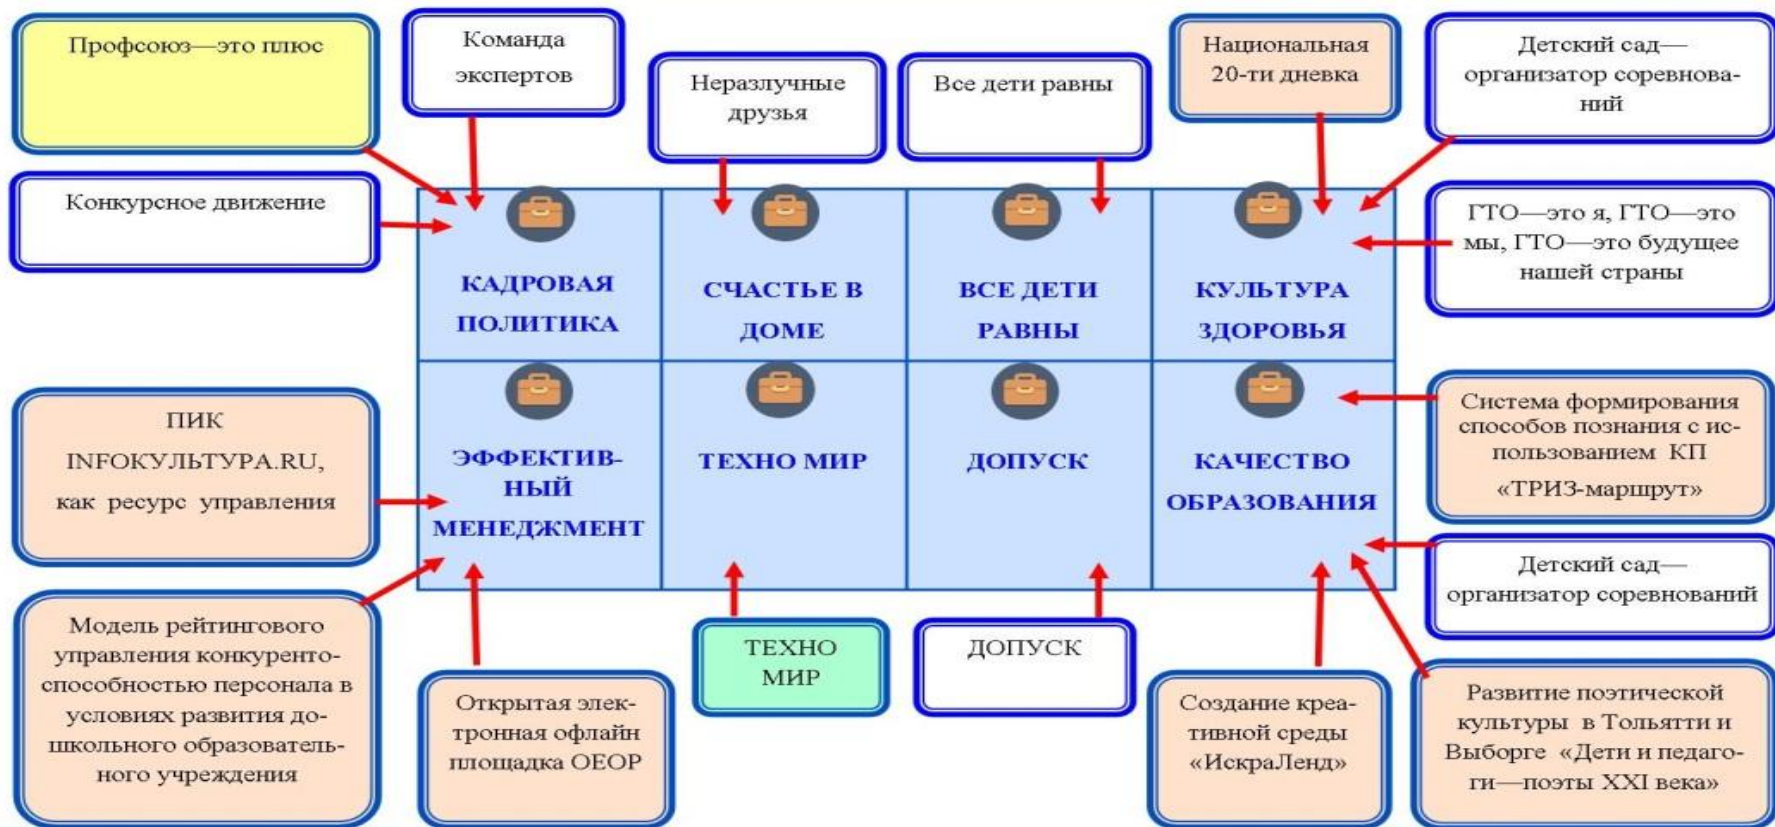 Профсоюз—это плюс
Команда
экспертов
Неразлучные
друзья
Все дети равны
Национальная
20-ти дневка
Детский сад—
организатор соревнова-
ний
Конкурсное движение
ГТО—это я, ГТО—это
мы, ГТО—это будущее
нашей страны
КАДРОВАЯ
ПОЛИТИКА
СЧАСТЬЕ В
ДОМЕ
ВСЕ ДЕТИ
РАВНЫ
КУЛЬТУРА
ЗДОРОВЬЯ
ПИК
INFOКУЛЬТУРА.RU,
как ресурс управления
ЭФФЕКТИВ-
НЫЙ
МЕНЕДЖМЕНТ
ТЕХНО МИР
ДОПУСК
КАЧЕСТВО
ОБРАЗОВАНИЯ
Система формирования
способов познания с ис-
пользованием КП
«ТРИЗ-маршрут»
Детский сад—
организатор соревнований
Модель рейтингового
управления конкуренто-
способностью персонала в
условиях развития до-
школьного образователь-
ного учреждения
Открытая элек-
тронная офлайн
площадка ОЕОР
ТЕХНО
МИР
ДОПУСК
Создание креа-
тивной среды
«ИскраЛенд»
Развитие поэтической
культуры в Тольятти и
Выборге «Дети и педаго-
ги—поэты XXI века»